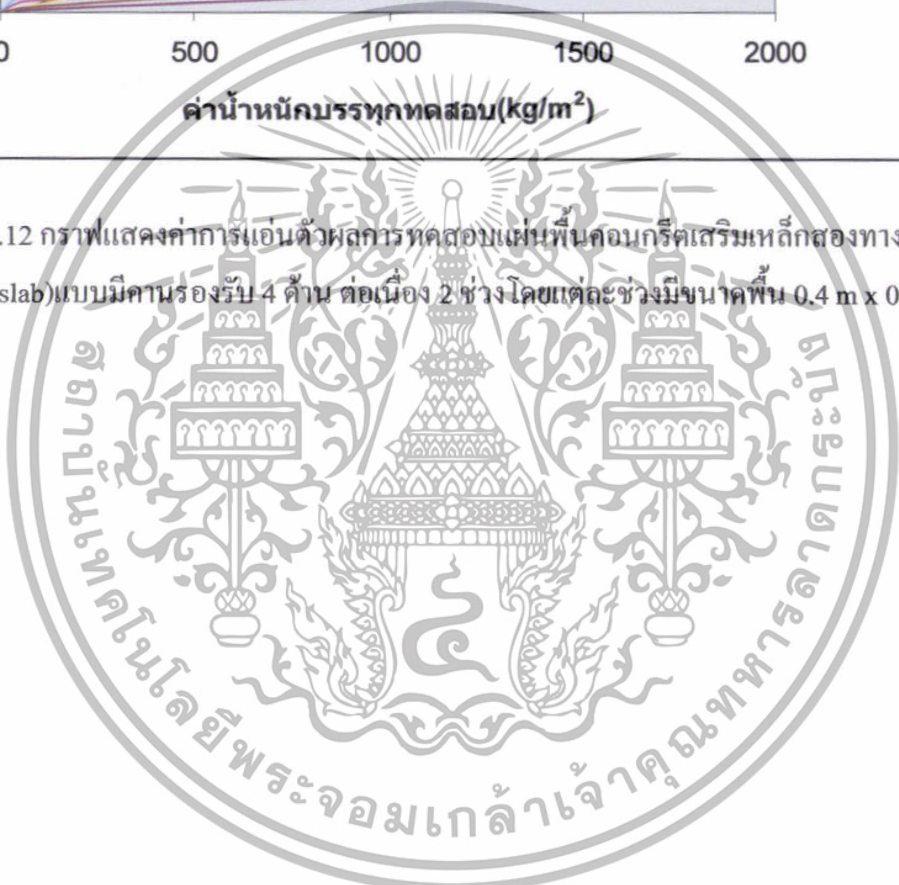 0 500 1000 1500 2000
ค่าน้ำหนักบรรทุกทดสอบ(kg/m²)
.12 กราฟแสดงค่าการแอ่นตัวผลการทดสอบแผ่นพื้นคอนกรีตเสริมเหล็กสองทาง
slab)แบบมีคานรองรับ 4 ด้าน ต่อเนื่อง 2 ช่วงโดยแต่ละช่วงมีขนาดพื้น 0.4 m x 0
สถาบันเทคโนโลยีพระจอมเกล้าเจ้าคุณทหารลาดกระบัง
๔